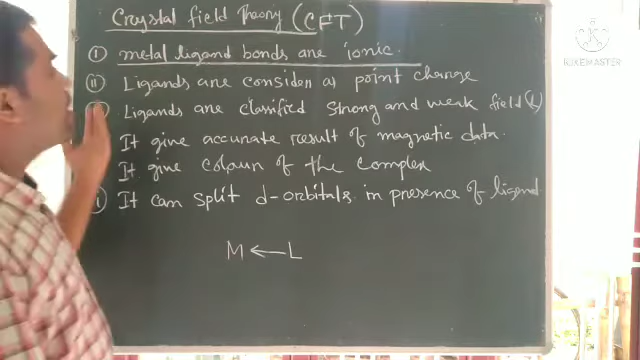 Crystal field Theory (CFT)
(i) metal ligand bonds are ionic.
(ii) Ligands are consider as point charge
Ligands are classified Strong and weak field (L)
It give accurate result of magnetic data.
It give colour of the complex
It can split d-orbitals in presence of ligand
M ← L
KINEMASTER